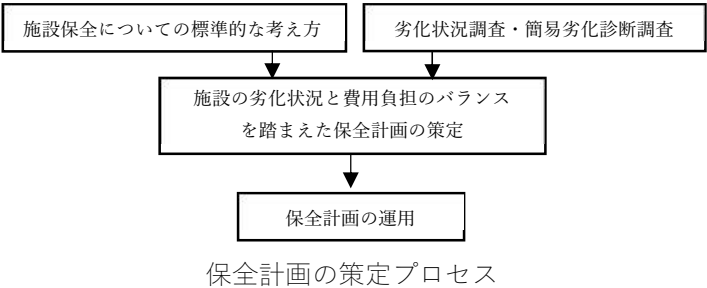 施設保全についての標準的な考え方
劣化状況調査・簡易劣化診断調査
施設の劣化状況と費用負担のバランス
を踏まえた保全計画の策定
保全計画の運用
保全計画の策定プロセス